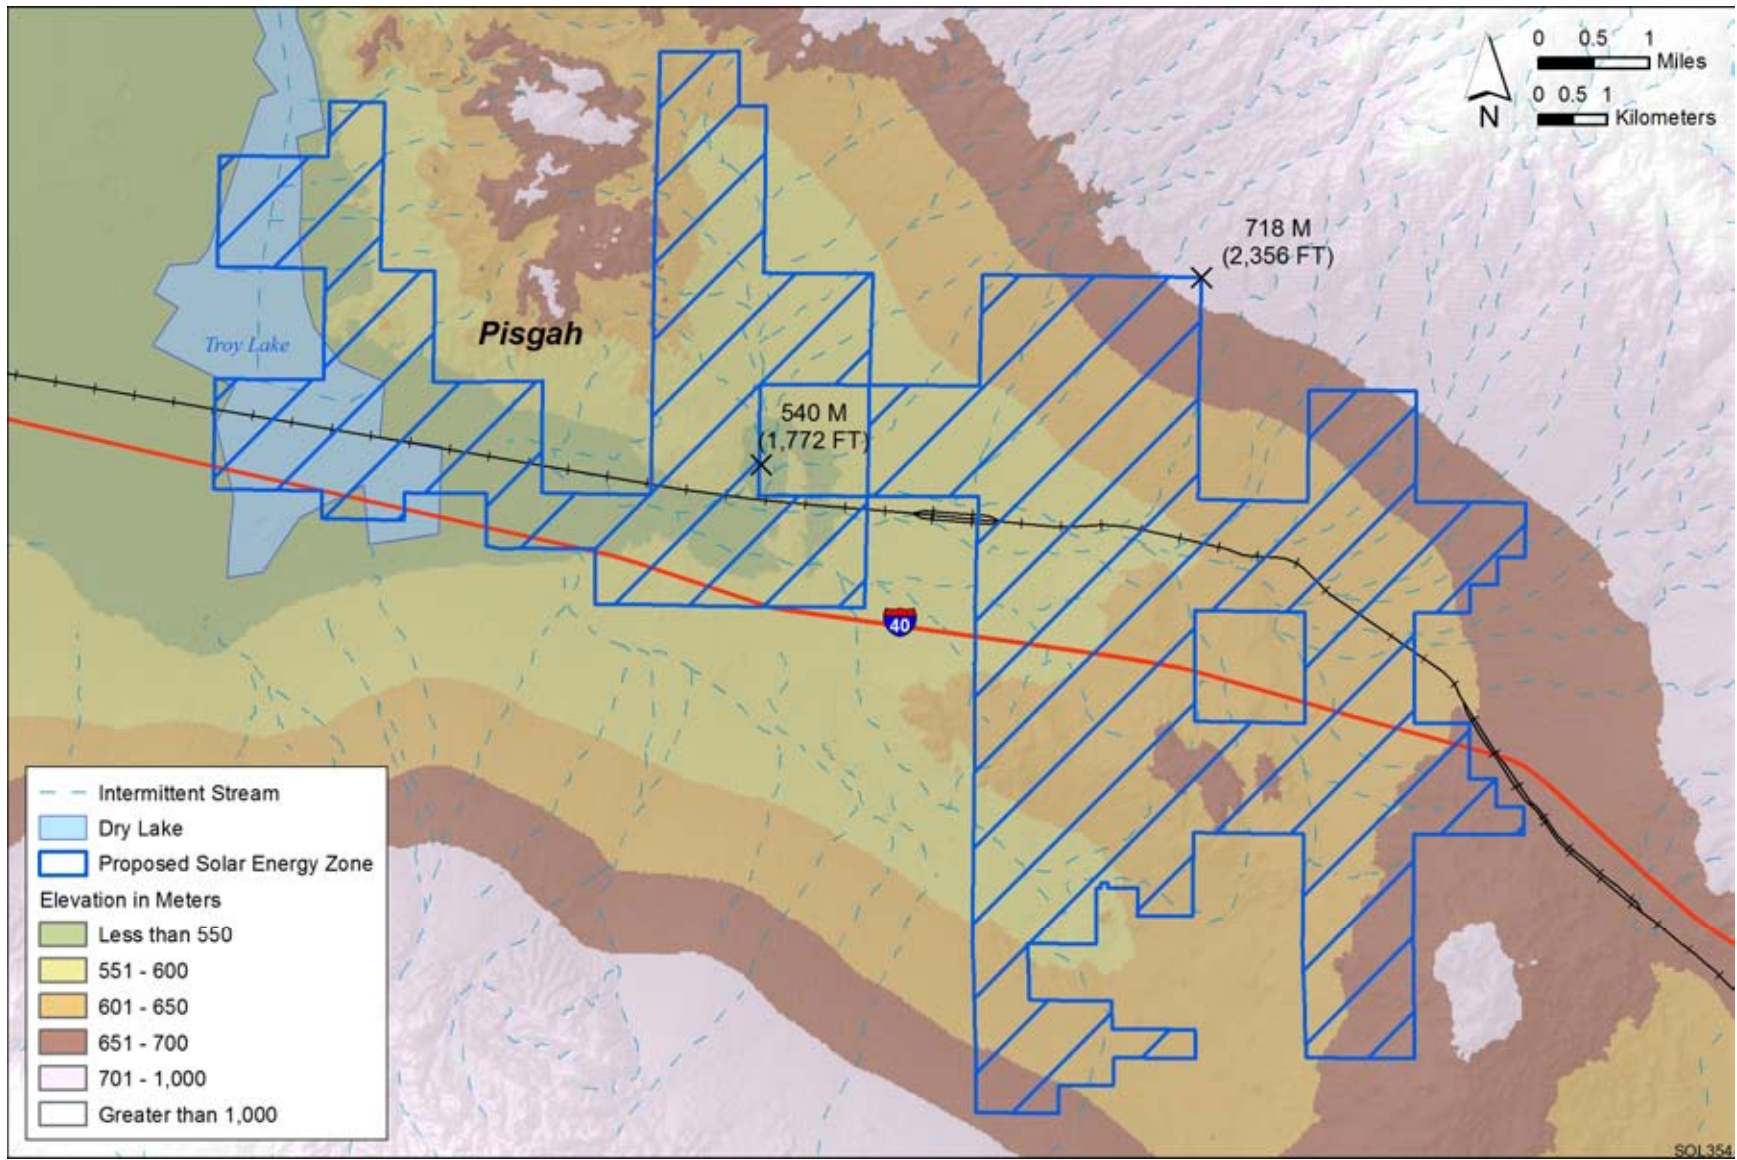 0 0.5 1
Miles
0 0.5 1
Kilometers
N
718 M
(2,356 FT)
Pisgah
Troy Lake
540 M
(1,772 FT)
40
Intermittent Stream
Dry Lake
Proposed Solar Energy Zone
Elevation in Meters
Less than 550
551 - 600
601 - 650
651 - 700
701 - 1,000
Greater than 1,000
SOL354